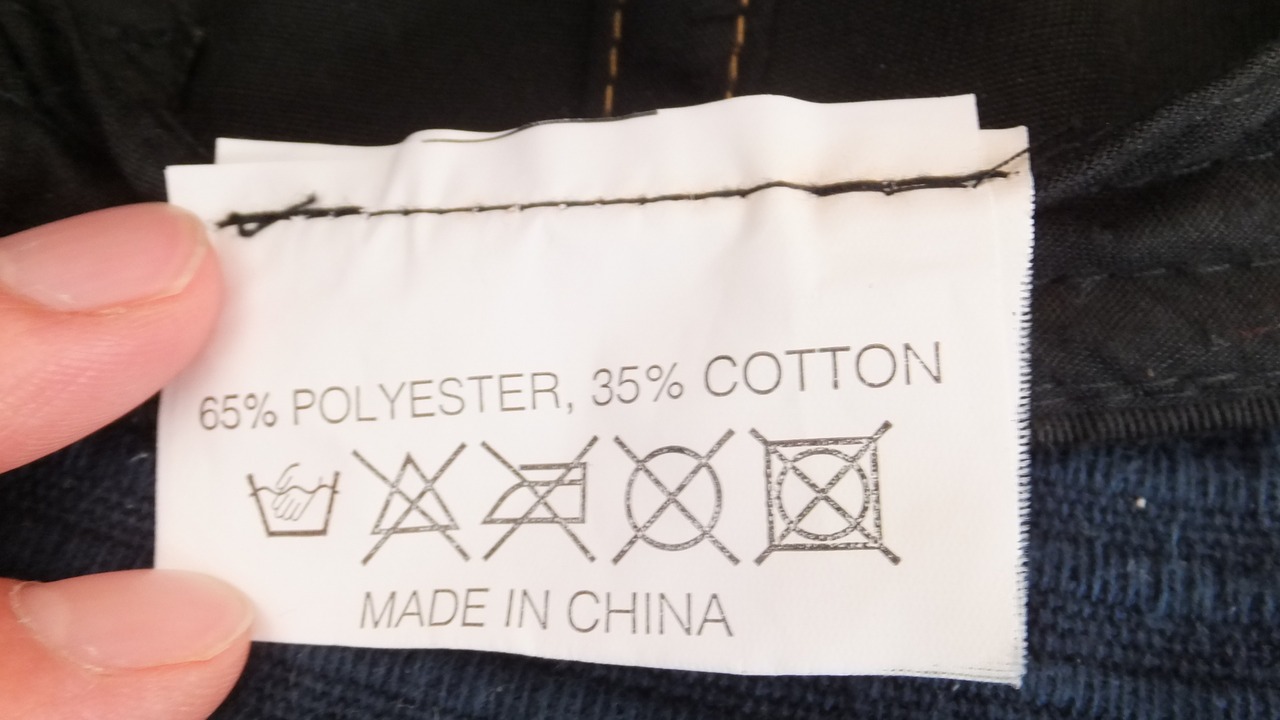 65% POLYESTER, 35% COTTON
MADE IN CHINA